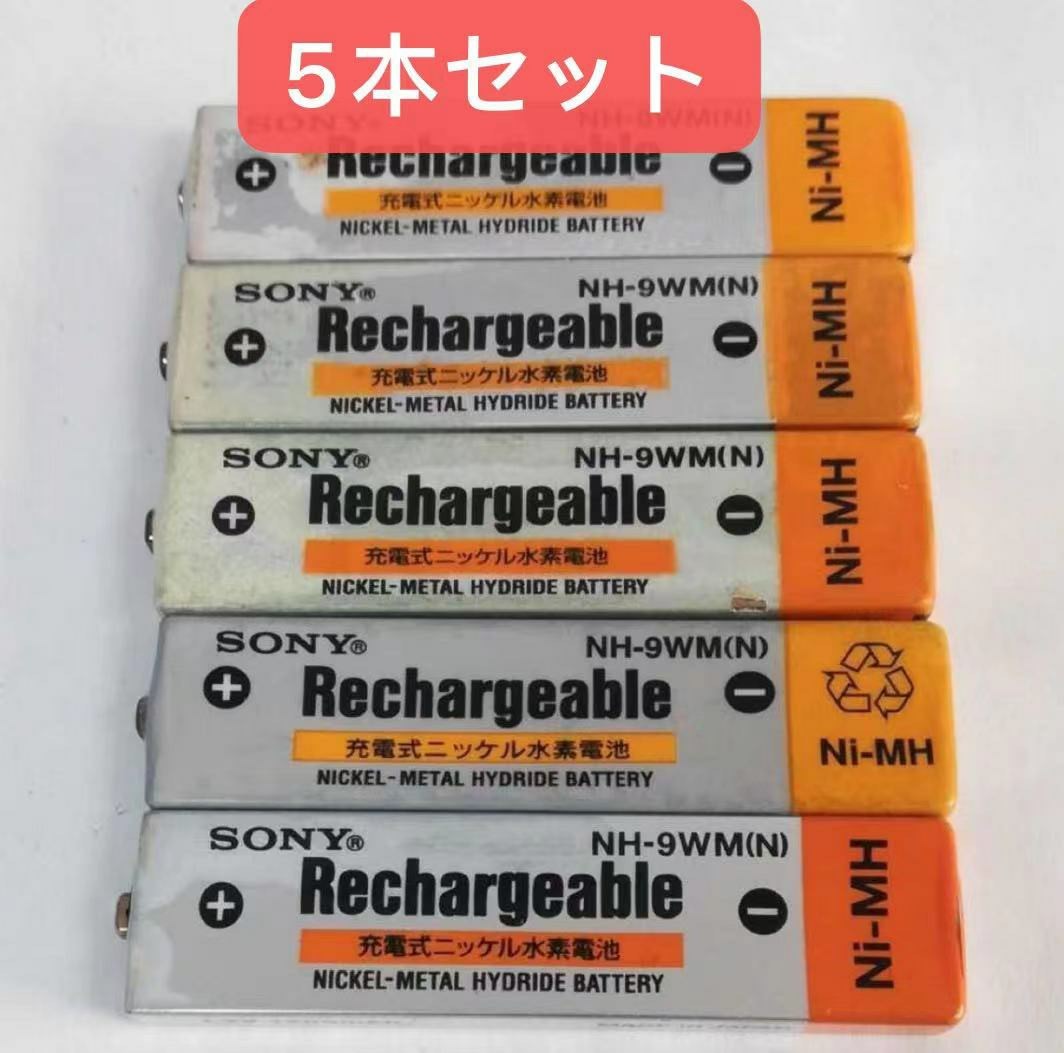 5本セット
Rechargeable
充電式ニッケル水素電池
NICKEL-METAL HYDRIDE BATTERY
Ni-MH
SONY® NH-9WM(N)
Rechargeable
充電式ニッケル水素電池
NICKEL-METAL HYDRIDE BATTERY
Ni-MH
SONY® NH-9WM(N)
Rechargeable
充電式ニッケル水素電池
NICKEL-METAL HYDRIDE BATTERY
Ni-MH
SONY® NH-9WM(N)
Rechargeable
充電式ニッケル水素電池
NICKEL-METAL HYDRIDE BATTERY
Ni-MH
SONY® NH-9WM(N)
Rechargeable
充電式ニッケル水素電池
NICKEL-METAL HYDRIDE BATTERY
Ni-MH